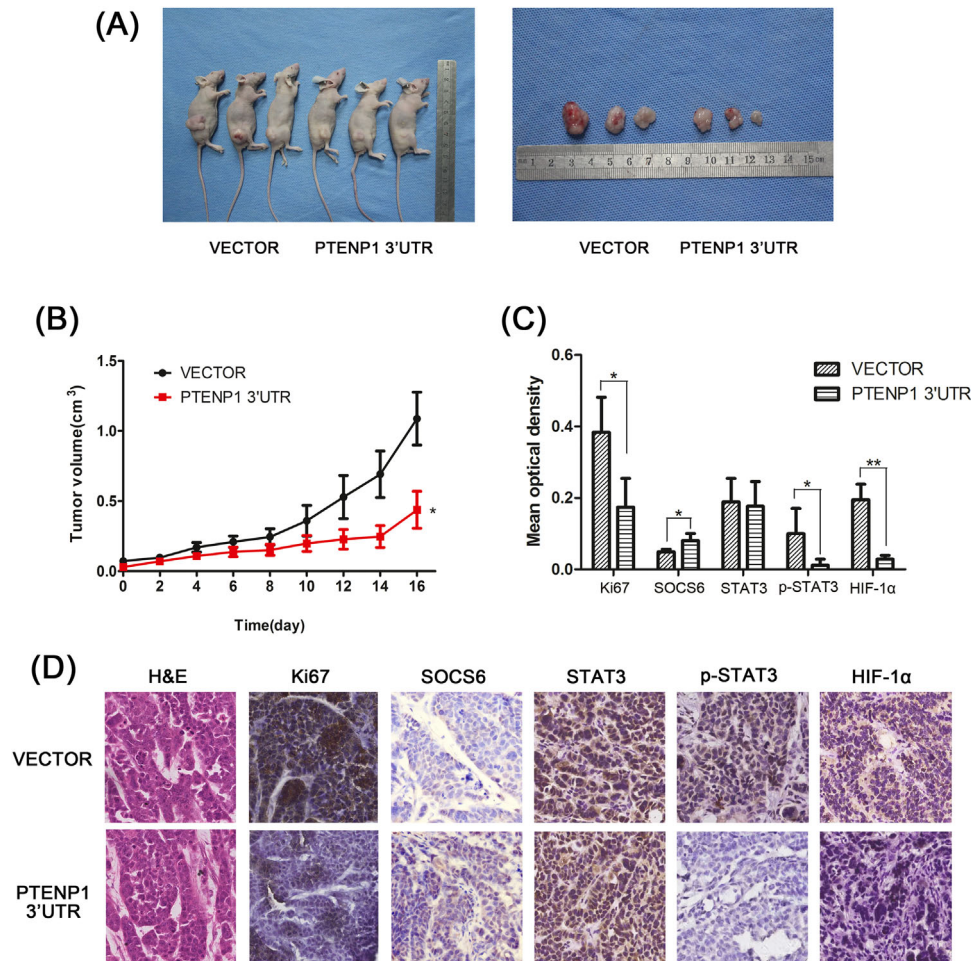 (A)
1 2 3 4 5 6 7 8 9 10 11 12 13 14 15cm
VECTOR PTENP1 3'UTR
VECTOR PTENP1 3'UTR
(B)
VECTOR
PTENP1 3'UTR
Tumor volume(cm³)
1.5
1.0
0.5
0.0
0 2 4 6 8 10 12 14 16
*
Time(day)
(C)
VECTOR
PTENP1 3'UTR
Mean optical density
0.6
0.4
0.2
0.0
* * * **
Ki67 SOCS6 STAT3 p-STAT3 HIF-1α
(D)
H&E Ki67 SOCS6 STAT3 p-STAT3 HIF-1α
VECTOR
PTENP1
3'UTR